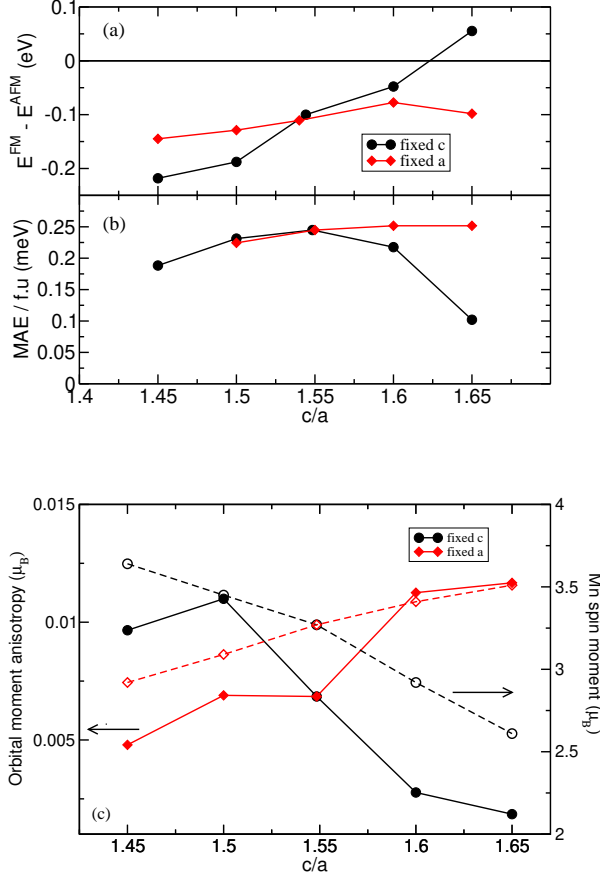 0.1
0
-0.1
-0.2
E^FM - E^AFM (eV)
(a)
fixed c
fixed a
0.25
0.2
0.15
0.1
0.05
0
MAE / f.u (meV)
(b)
1.4 1.45 1.5 1.55 1.6 1.65
c/a
0.015
0.01
0.005
Orbital moment anisotropy (μ_B)
fixed c
fixed a
4
3.5
3
2.5
2
Mn spin moment (μ_B)
(c)
1.45 1.5 1.55 1.6 1.65
c/a